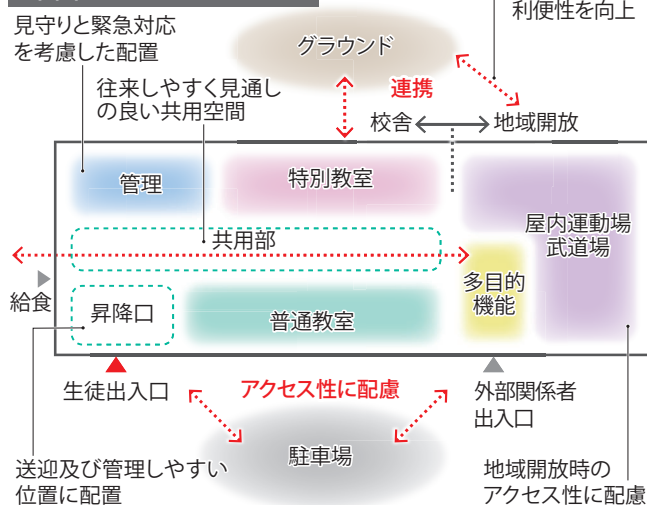 利便性を向上
見守りと緊急対応
を考慮した配置
グラウンド
往来しやすく見通し
の良い共用空間
連携
校舎
地域開放
管理
特別教室
屋内運動場
武道場
共用部
多目的
機能
給食
昇降口
普通教室
生徒出入口
アクセス性に配慮
外部関係者
出入口
駐車場
送迎及び管理しやすい
位置に配置
地域開放時の
アクセス性に配慮